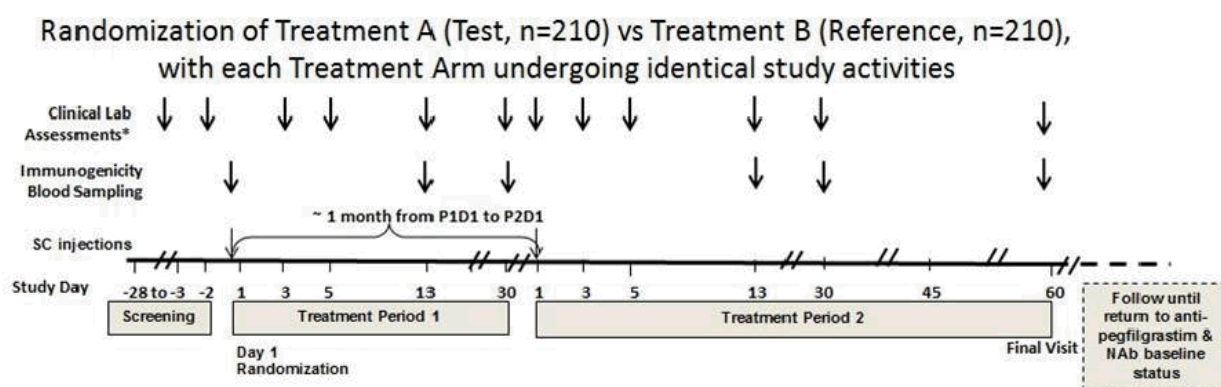 Randomization of Treatment A (Test, n=210) vs Treatment B (Reference, n=210),
with each Treatment Arm undergoing identical study activities
Clinical Lab
Assessments*
Immunogenicity
Blood Sampling
~ 1 month from P1D1 to P2D1
SC injections
Study Day
-28 to -3 -2 1 3 5 13 30 1 3 5 13 30 45 60
Screening
Treatment Period 1
Treatment Period 2
Day 1
Randomization
Final Visit
Follow until
return to anti-
pegfilgrastim &
NAb baseline
status